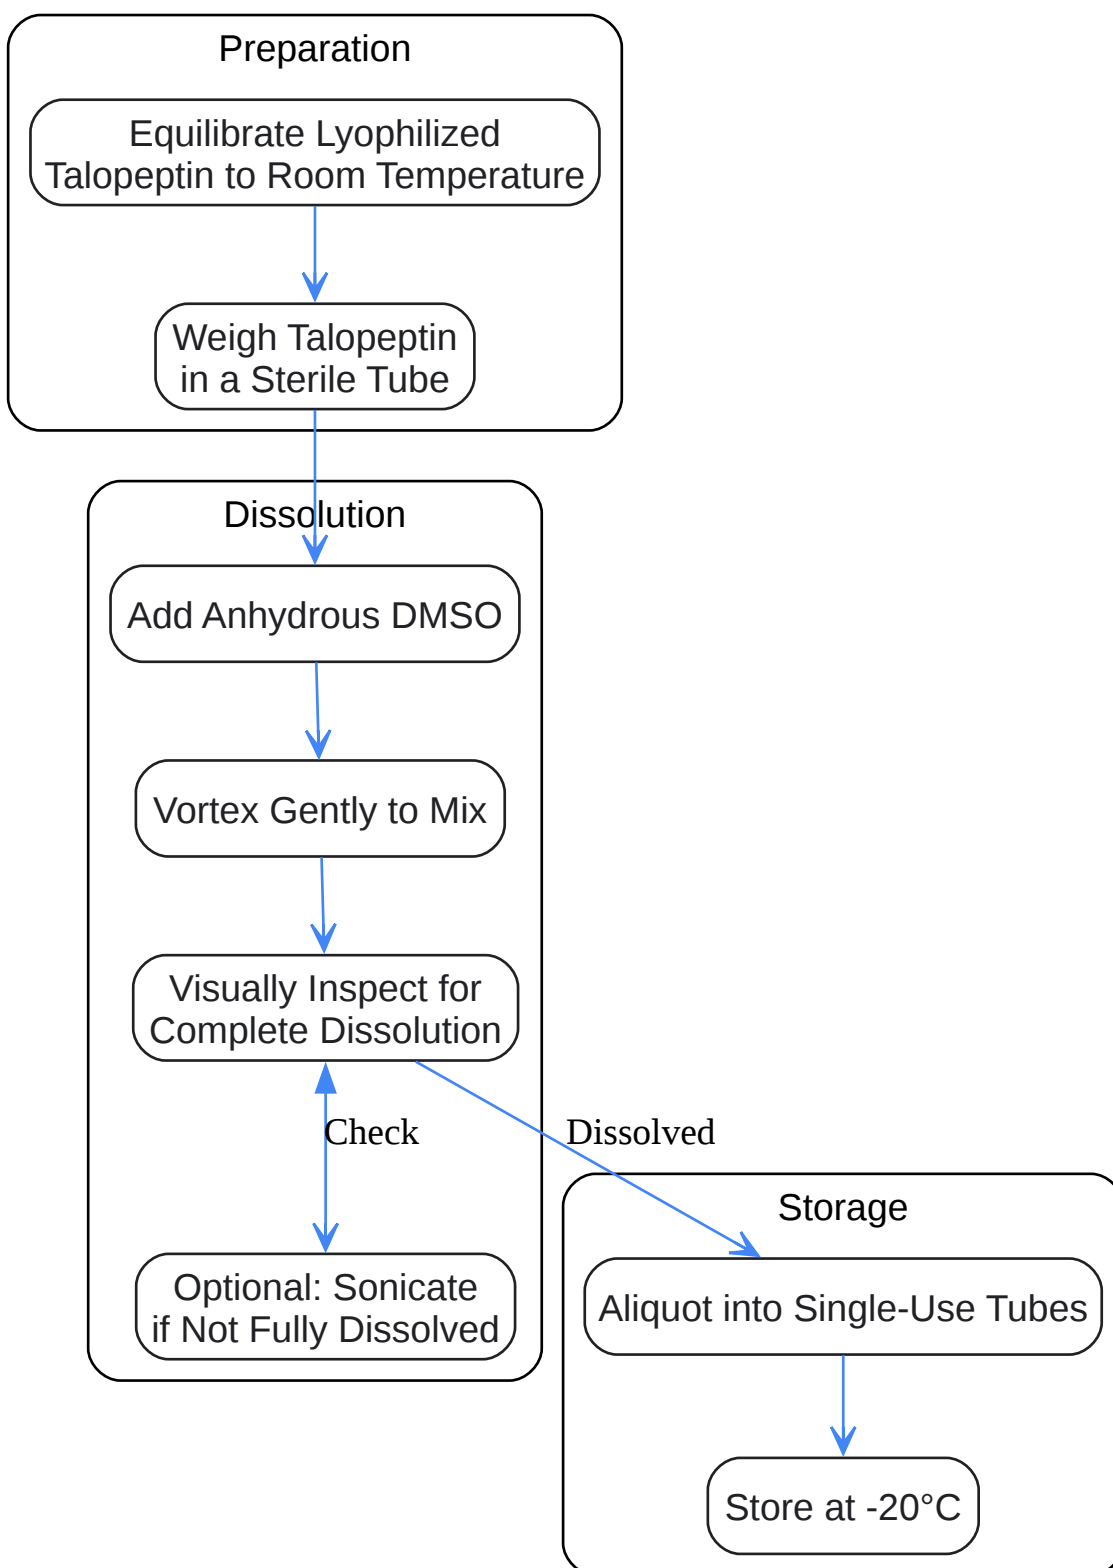 Preparation
Equilibrate Lyophilized
Talopeptin to Room Temperature
Weigh Talopeptin
in a Sterile Tube
Dissolution
Add Anhydrous DMSO
Vortex Gently to Mix
Visually Inspect for
Complete Dissolution
Check
Dissolved
Storage
Optional: Sonicate
if Not Fully Dissolved
Aliquot into Single-Use Tubes
Store at -20°C